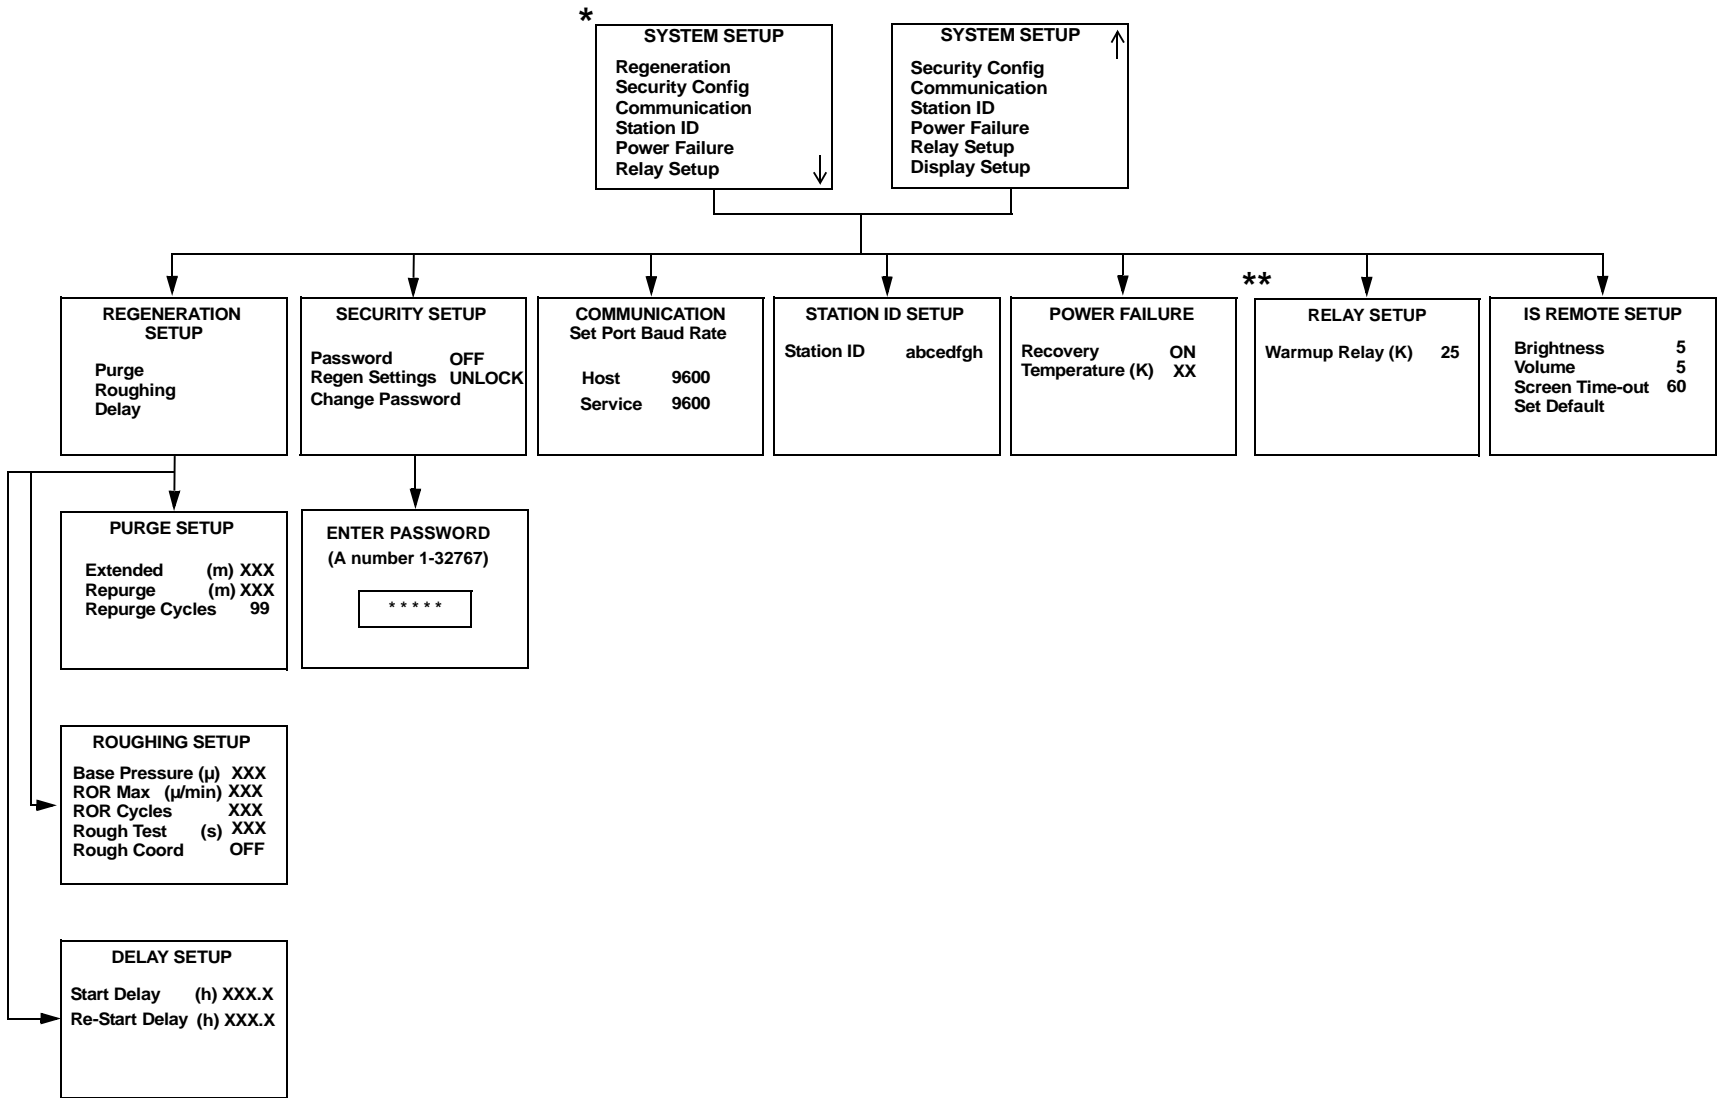 *
SYSTEM SETUP
Regeneration
Security Config
Communication
Station ID
Power Failure
Relay Setup
SYSTEM SETUP
Security Config
Communication
Station ID
Power Failure
Relay Setup
Display Setup
REGENERATION
SETUP
Purge
Roughing
Delay
SECURITY SETUP
Password OFF
Regen Settings UNLOCK
Change Password
COMMUNICATION
Set Port Baud Rate
Host 9600
Service 9600
STATION ID SETUP
Station ID abcedfgh
POWER FAILURE
Recovery ON
Temperature (K) XX
**
RELAY SETUP
Warmup Relay (K) 25
IS REMOTE SETUP
Brightness 5
Volume 5
Screen Time-out 60
Set Default
PURGE SETUP
Extended (m) XXX
Repurge (m) XXX
Repurge Cycles 99
ENTER PASSWORD
(A number 1-32767)
* * * * *
ROUGHING SETUP
Base Pressure (µ) XXX
ROR Max (µ/min) XXX
ROR Cycles XXX
Rough Test (s) XXX
Rough Coord OFF
DELAY SETUP
Start Delay (h) XXX.X
Re-Start Delay (h) XXX.X